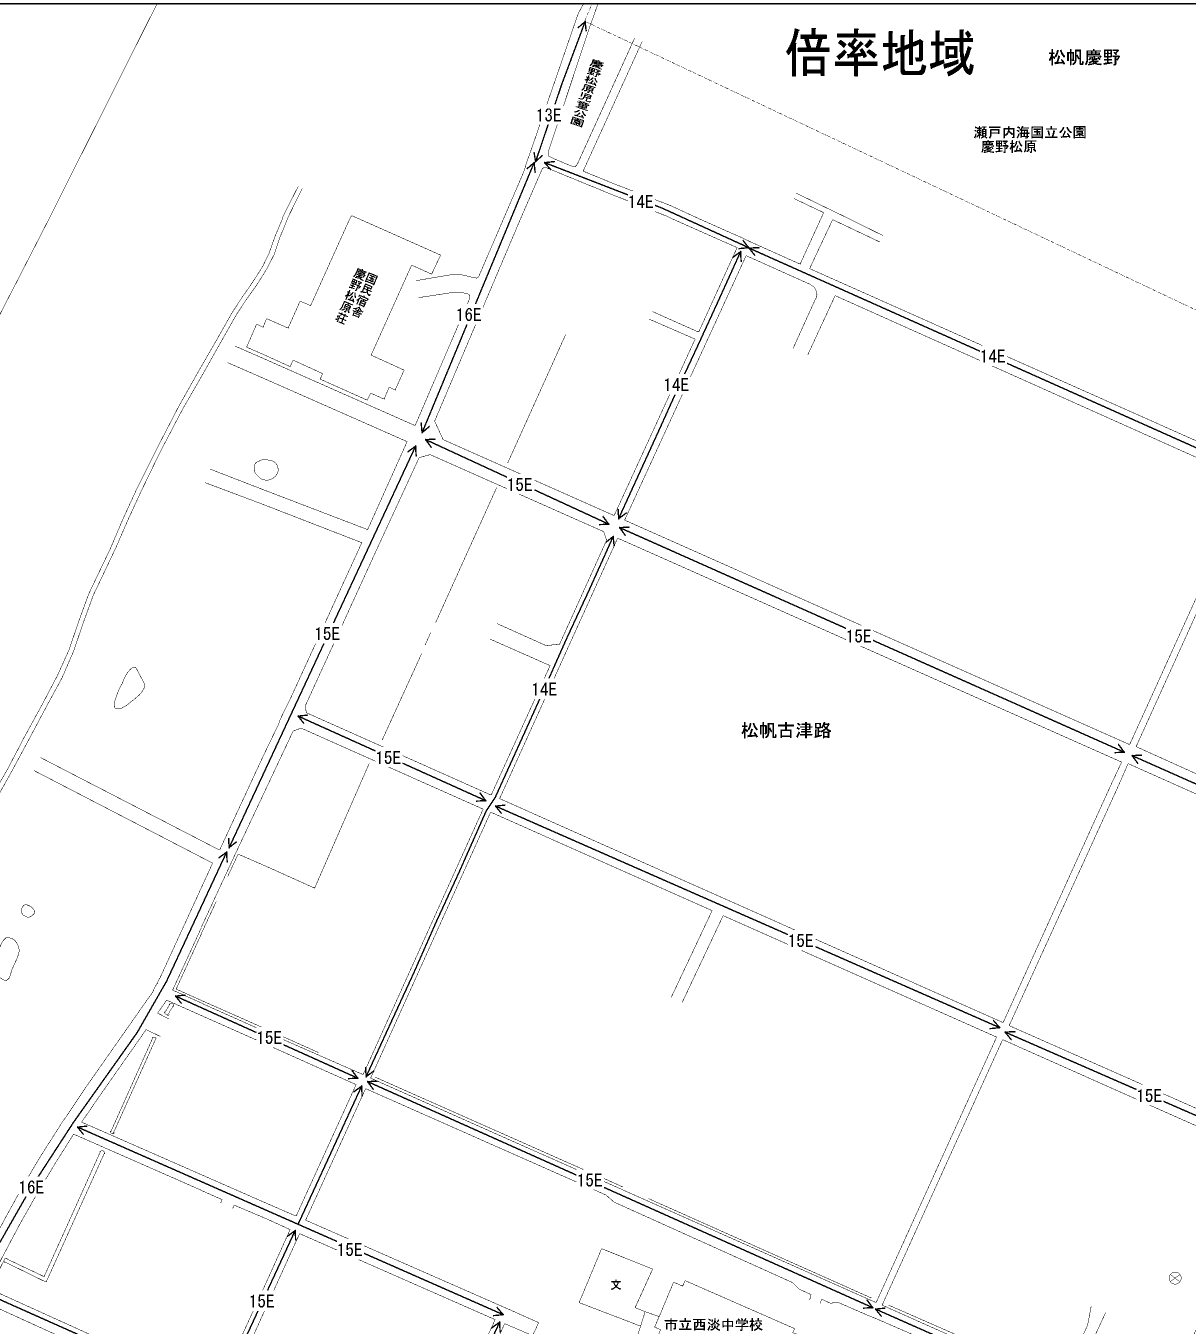 倍率地域
松帆慶野
慶野松原児童公園
13E
瀬戸内海国立公園
慶野松原
14E
国民宿舎
慶野松原荘
16E
14E
14E
15E
15E
15E
14E
松帆古津路
15E
15E
15E
15E
15E
16E
15E
15E
文
15E
市立西淡中学校